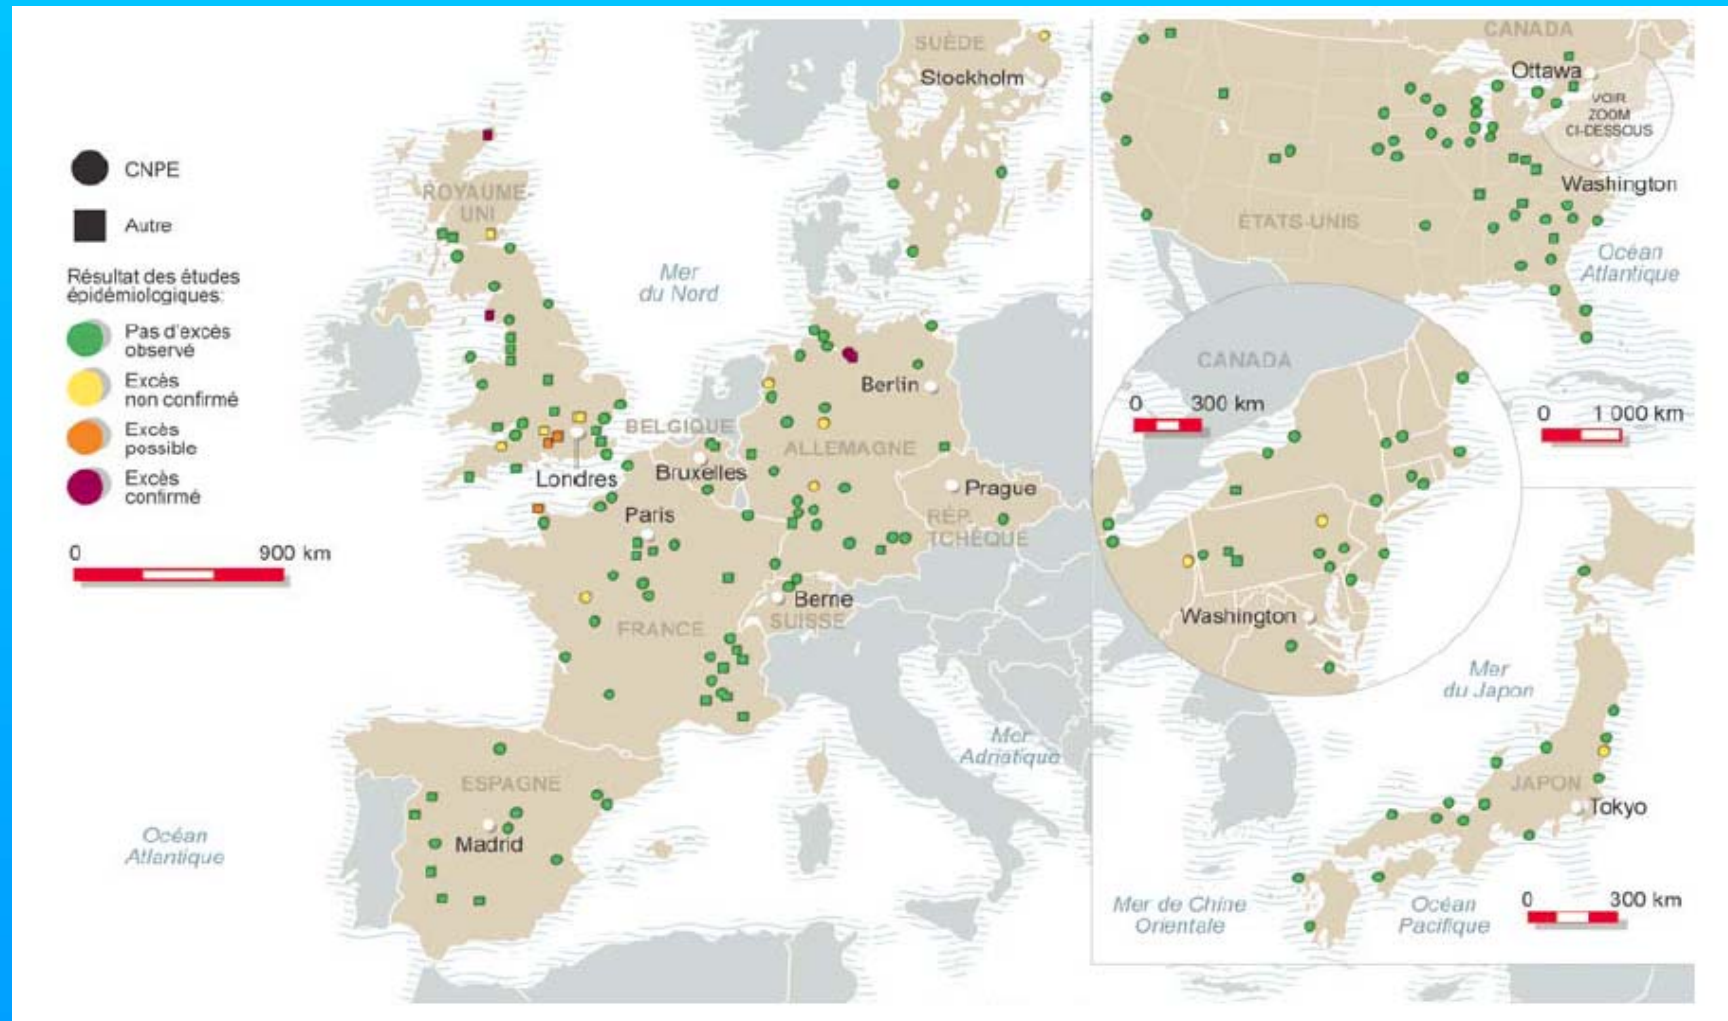 CNPE
Autre
Résultat des études
épidémiologiques:
Pas d'excès
observé
Excès
non confirmé
Excès
possible
Excès
confirmé
0 900 km
SUÈDE
Stockholm
ROYAUME-
UNI
Mer
du Nord
Londres
BELGIQUE
Bruxelles
Berlin
ALLEMAGNE
Prague
RÉP.
TCHÈQUE
Paris
Berne
SUISSE
FRANCE
ESPAGNE
Madrid
Océan
Atlantique
Mer
Adriatique
CANADA
Ottawa
VOIR
ZOOM
CI-DESSOUS
Washington
ÉTATS-UNIS
Océan
Atlantique
0 1 000 km
CANADA
0 300 km
Washington
Mer
du Japon
JAPON
Tokyo
Mer de Chine
Orientale
Océan
Pacifique
0 300 km